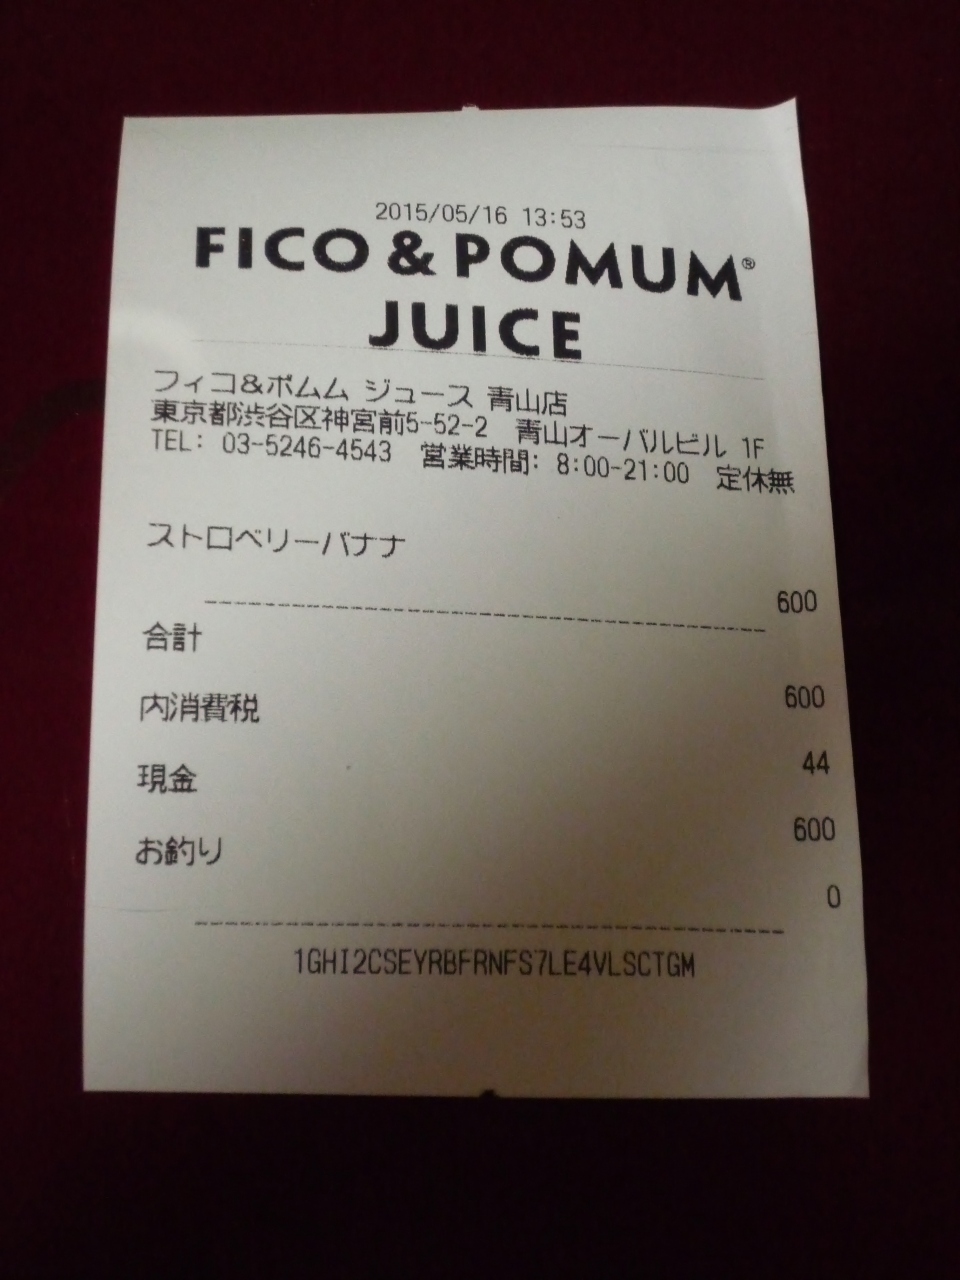 2015/05/16 13:53
FICO & POMUM®
JUICE
フィコ&ポムム ジュース 青山店
東京都渋谷区神宮前5-52-2 青山オーバルビル 1F
TEL: 03-5246-4543 営業時間: 8:00-21:00 定休無
ストロベリーバナナ
600
合計
600
内消費税
44
現金
600
お釣り
0
1GHI2CSEYRBFRNFS7LE4VLSCTGM